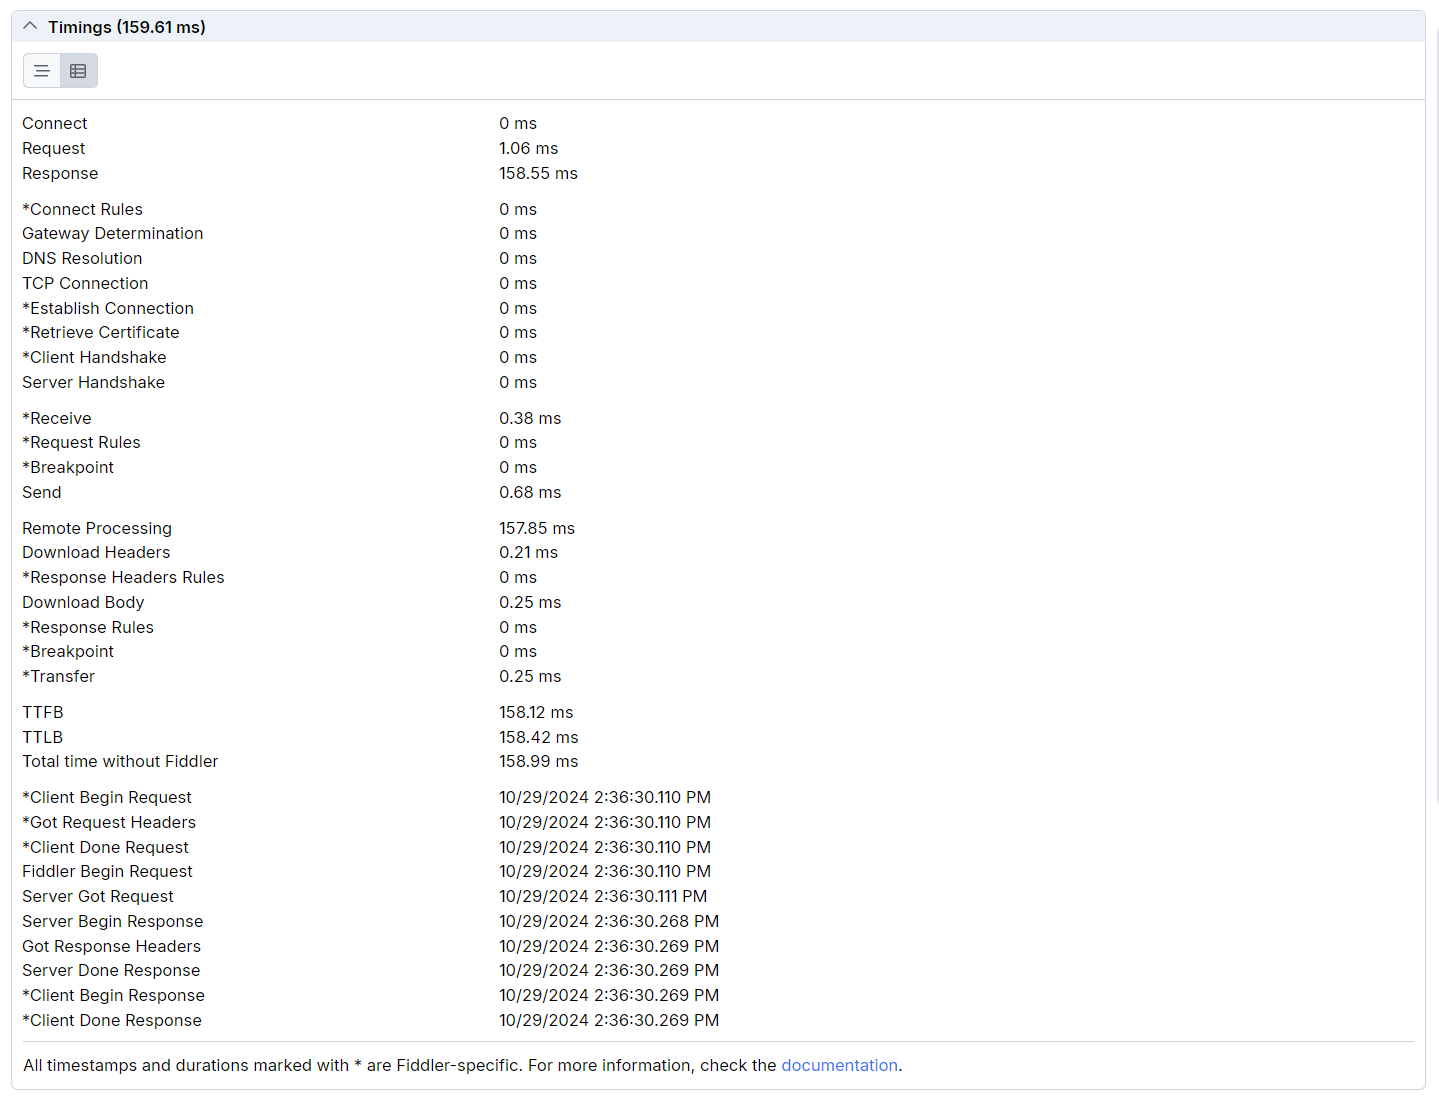 Timings (159.61 ms)
Connect 0 ms
Request 1.06 ms
Response 158.55 ms
*Connect Rules 0 ms
Gateway Determination 0 ms
DNS Resolution 0 ms
TCP Connection 0 ms
*Establish Connection 0 ms
*Retrieve Certificate 0 ms
*Client Handshake 0 ms
Server Handshake 0 ms
*Receive 0.38 ms
*Request Rules 0 ms
*Breakpoint 0 ms
Send 0.68 ms
Remote Processing 157.85 ms
Download Headers 0.21 ms
*Response Headers Rules 0 ms
Download Body 0.25 ms
*Response Rules 0 ms
*Breakpoint 0 ms
*Transfer 0.25 ms
TTFB 158.12 ms
TTLB 158.42 ms
Total time without Fiddler 158.99 ms
*Client Begin Request 10/29/2024 2:36:30.110 PM
*Got Request Headers 10/29/2024 2:36:30.110 PM
*Client Done Request 10/29/2024 2:36:30.110 PM
Fiddler Begin Request 10/29/2024 2:36:30.110 PM
Server Got Request 10/29/2024 2:36:30.111 PM
Server Begin Response 10/29/2024 2:36:30.268 PM
Got Response Headers 10/29/2024 2:36:30.269 PM
Server Done Response 10/29/2024 2:36:30.269 PM
*Client Begin Response 10/29/2024 2:36:30.269 PM
*Client Done Response 10/29/2024 2:36:30.269 PM
All timestamps and durations marked with * are Fiddler-specific. For more information, check the documentation.